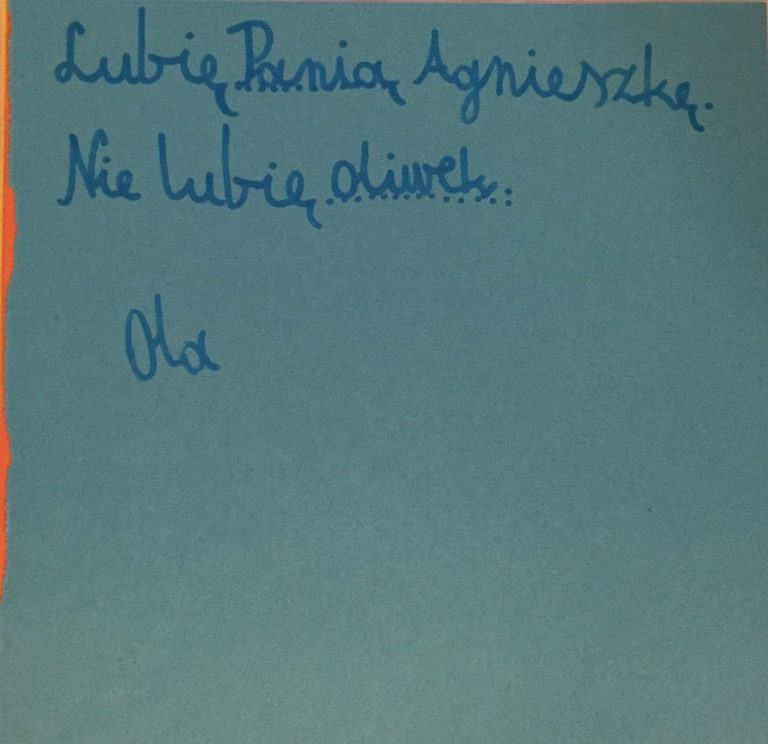 Lubię Panią Agnieszkę.
Nie lubię oliwek.
Ola